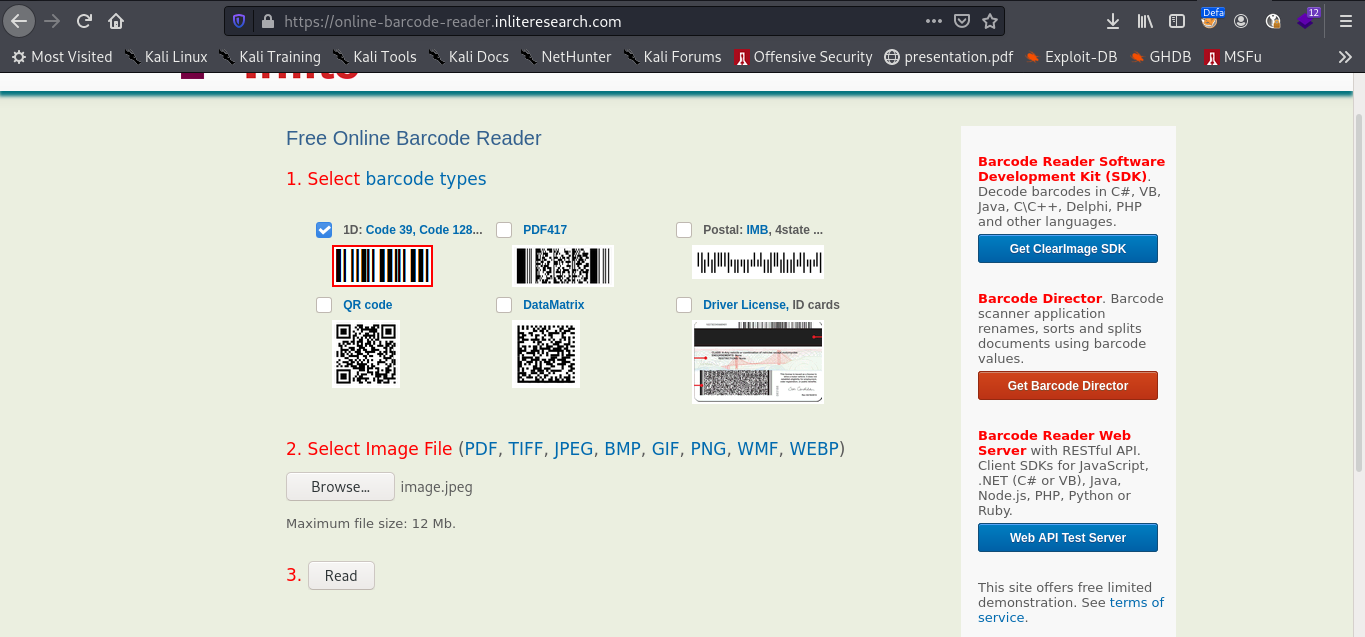 https://online-barcode-reader.inliteresearch.com
Defa
12
Most Visited Kali Linux Kali Training Kali Tools Kali Docs NetHunter Kali Forums Offensive Security presentation.pdf Exploit-DB GHDB MSFu
Free Online Barcode Reader
1. Select barcode types
1D: Code 39, Code 128...
PDF417
Postal: IMB, 4state ...
QR code
DataMatrix
Driver License, ID cards
2. Select Image File (PDF, TIFF, JPEG, BMP, GIF, PNG, WMF, WEBP)
Browse... image.jpeg
Maximum file size: 12 Mb.
3. Read
Barcode Reader Software
Development Kit (SDK).
Decode barcodes in C#, VB,
Java, C\C++, Delphi, PHP
and other languages.
Get ClearImage SDK
Barcode Director. Barcode
scanner application
renames, sorts and splits
documents using barcode
values.
Get Barcode Director
Barcode Reader Web
Server with RESTful API.
Client SDKs for JavaScript,
.NET (C# or VB), Java,
Node.js, PHP, Python or
Ruby.
Web API Test Server
This site offers free limited
demonstration. See terms of
service.